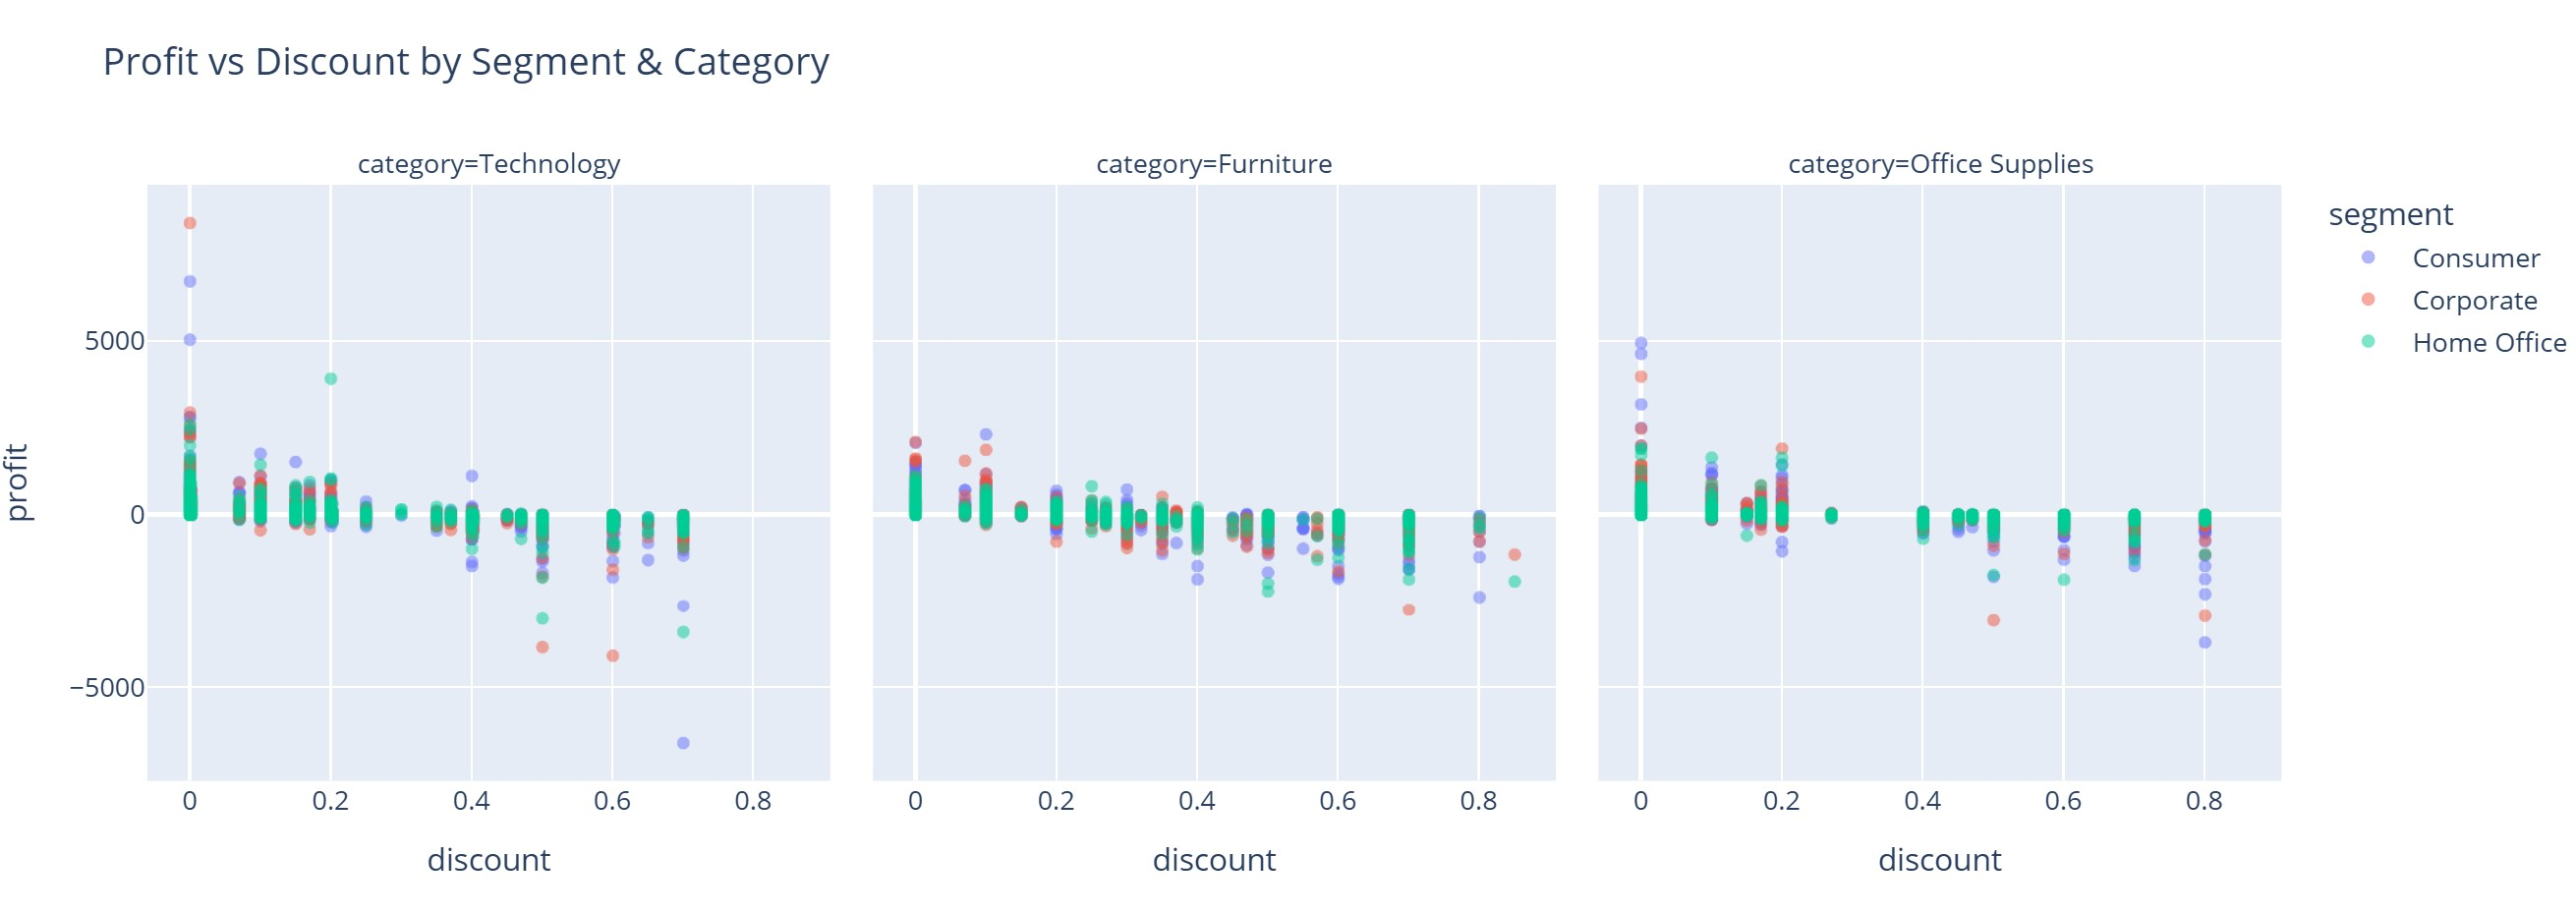 Profit vs Discount by Segment & Category
category=Technology
category=Furniture
category=Office Supplies
segment
Consumer
Corporate
Home Office
profit
5000
0
−5000
0 0.2 0.4 0.6 0.8
0 0.2 0.4 0.6 0.8
0 0.2 0.4 0.6 0.8
discount
discount
discount